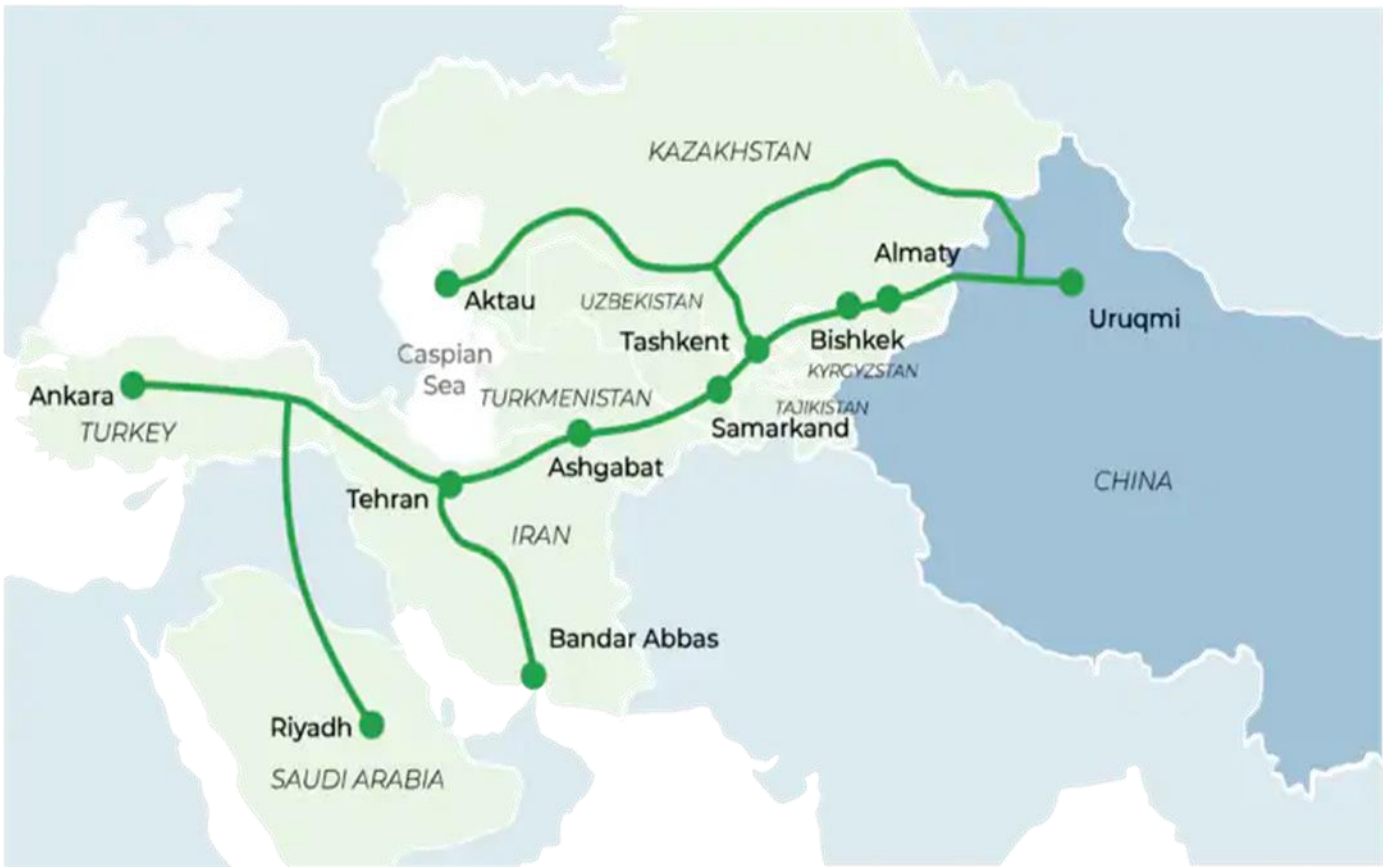 KAZAKHSTAN
Almaty
Aktau
UZBEKISTAN
Uruqmi
Tashkent
Bishkek
Caspian
Sea
KYRGYZSTAN
Ankara
TURKMENISTAN
TAJIKISTAN
TURKEY
Samarkand
Ashgabat
CHINA
Tehran
IRAN
Bandar Abbas
Riyadh
SAUDI ARABIA